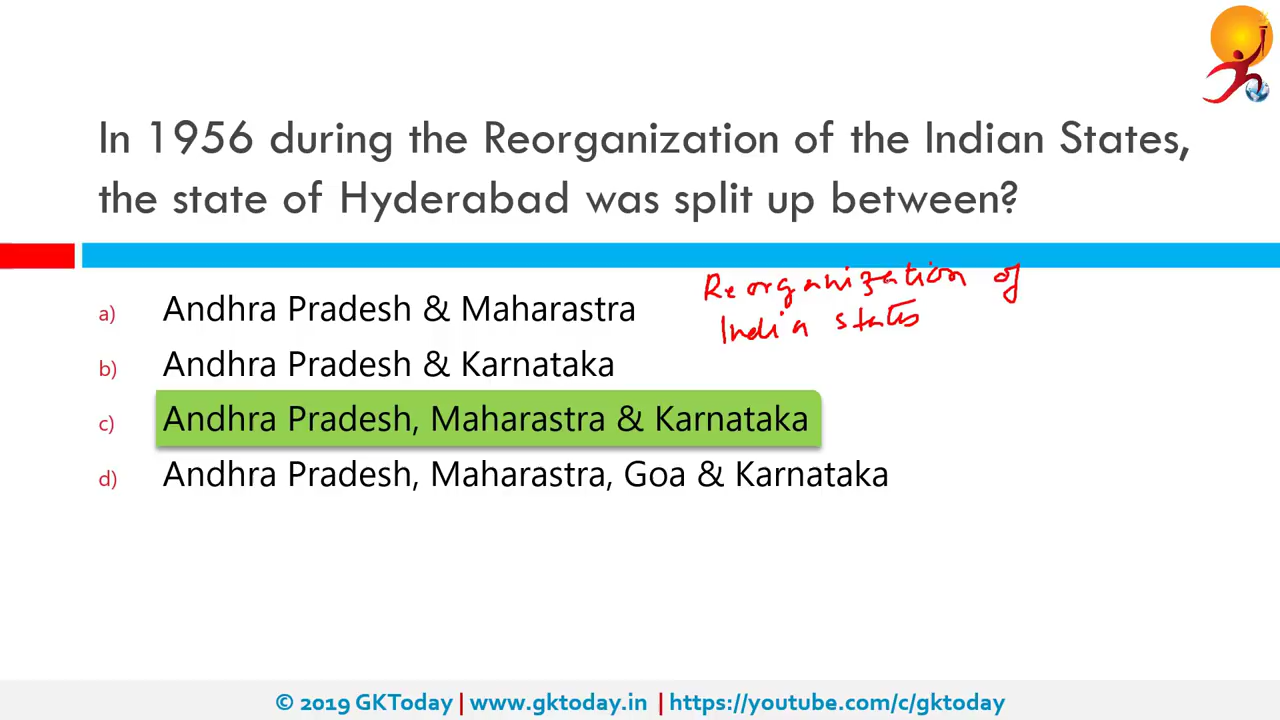 In 1956 during the Reorganization of the Indian States,
the state of Hyderabad was split up between?
Reorganization of
India states
a) Andhra Pradesh & Maharastra
b) Andhra Pradesh & Karnataka
c) Andhra Pradesh, Maharastra & Karnataka
d) Andhra Pradesh, Maharastra, Goa & Karnataka
© 2019 GKToday | www.gktoday.in | https://youtube.com/c/gktoday